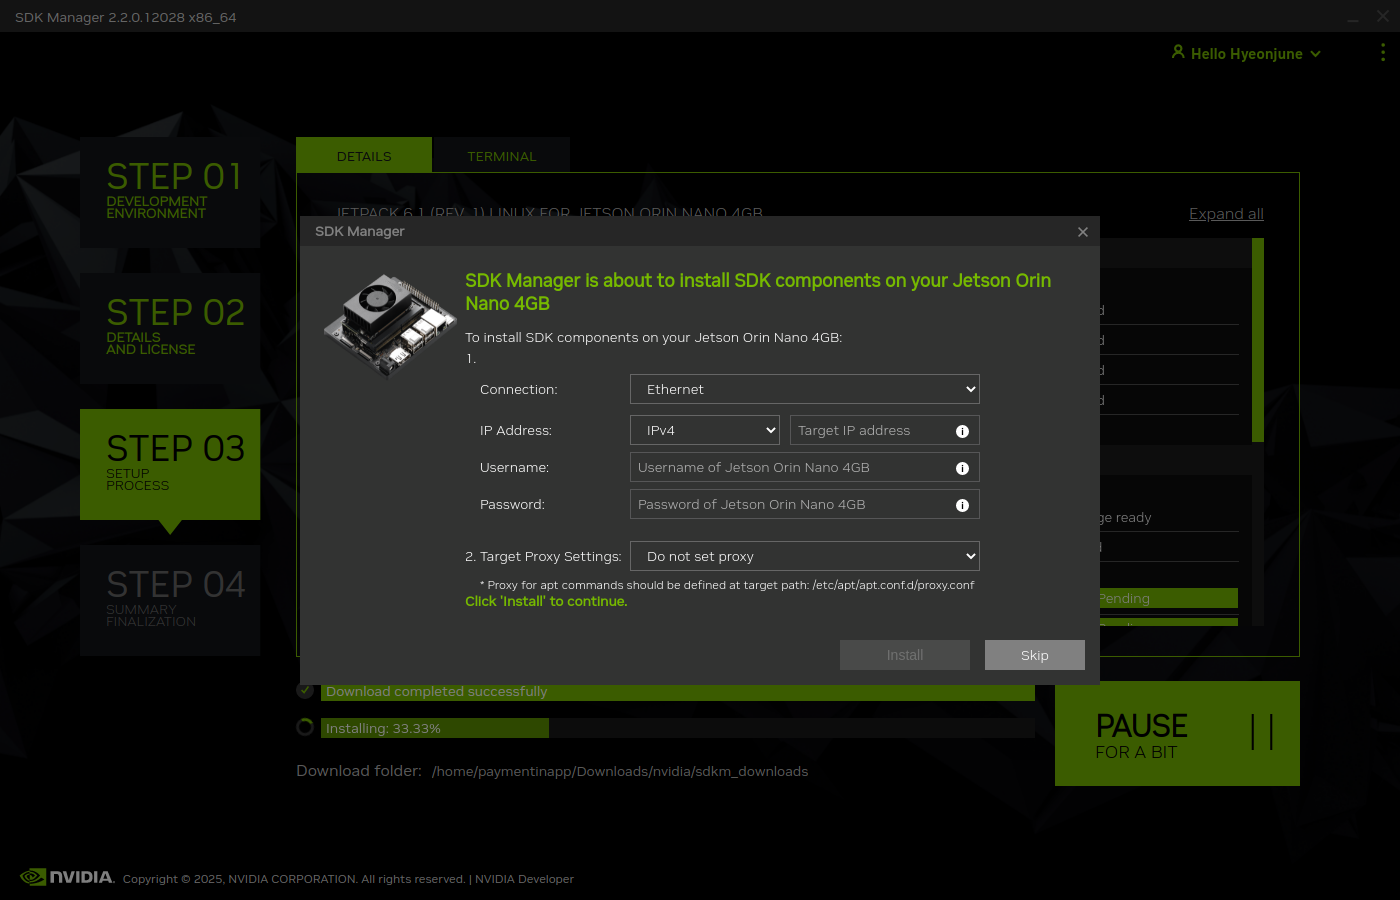 SDK Manager 2.2.0.12028 x86_64
Hello Hyeonjune
STEP 01
DEVELOPMENT
ENVIRONMENT
STEP 02
DETAILS
AND LICENSE
STEP 03
SETUP
PROCESS
STEP 04
SUMMARY
FINALIZATION
DETAILS
TERMINAL
JETPACK 6.1 (REV. 1) LINUX FOR JETSON ORIN NANO 4GB
Expand all
SDK Manager
SDK Manager is about to install SDK components on your Jetson Orin
Nano 4GB
To install SDK components on your Jetson Orin Nano 4GB:
1.
Connection: Ethernet
IP Address: IPv4 Target IP address
Username: Username of Jetson Orin Nano 4GB
Password: Password of Jetson Orin Nano 4GB
2. Target Proxy Settings: Do not set proxy
* Proxy for apt commands should be defined at target path: /etc/apt/apt.conf.d/proxy.conf
Click 'Install' to continue.
Install
Skip
ready
Pending
Download completed successfully
Installing: 33.33%
Download folder: /home/paymentinapp/Downloads/nvidia/sdkm_downloads
PAUSE
FOR A BIT
NVIDIA. Copyright © 2025, NVIDIA CORPORATION. All rights reserved. | NVIDIA Developer